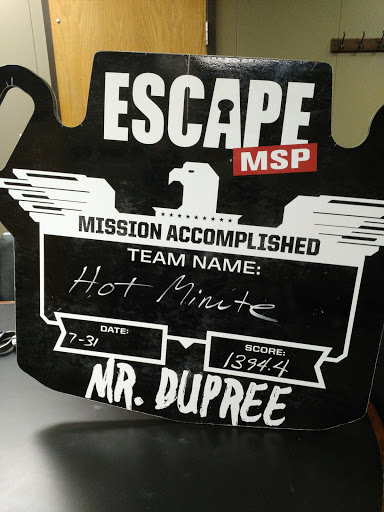 ESCAPE
MSP
MISSION ACCOMPLISHED
TEAM NAME:
Hot Minute
DATE:
7-31
SCORE:
1394.4
MR. DUPREE